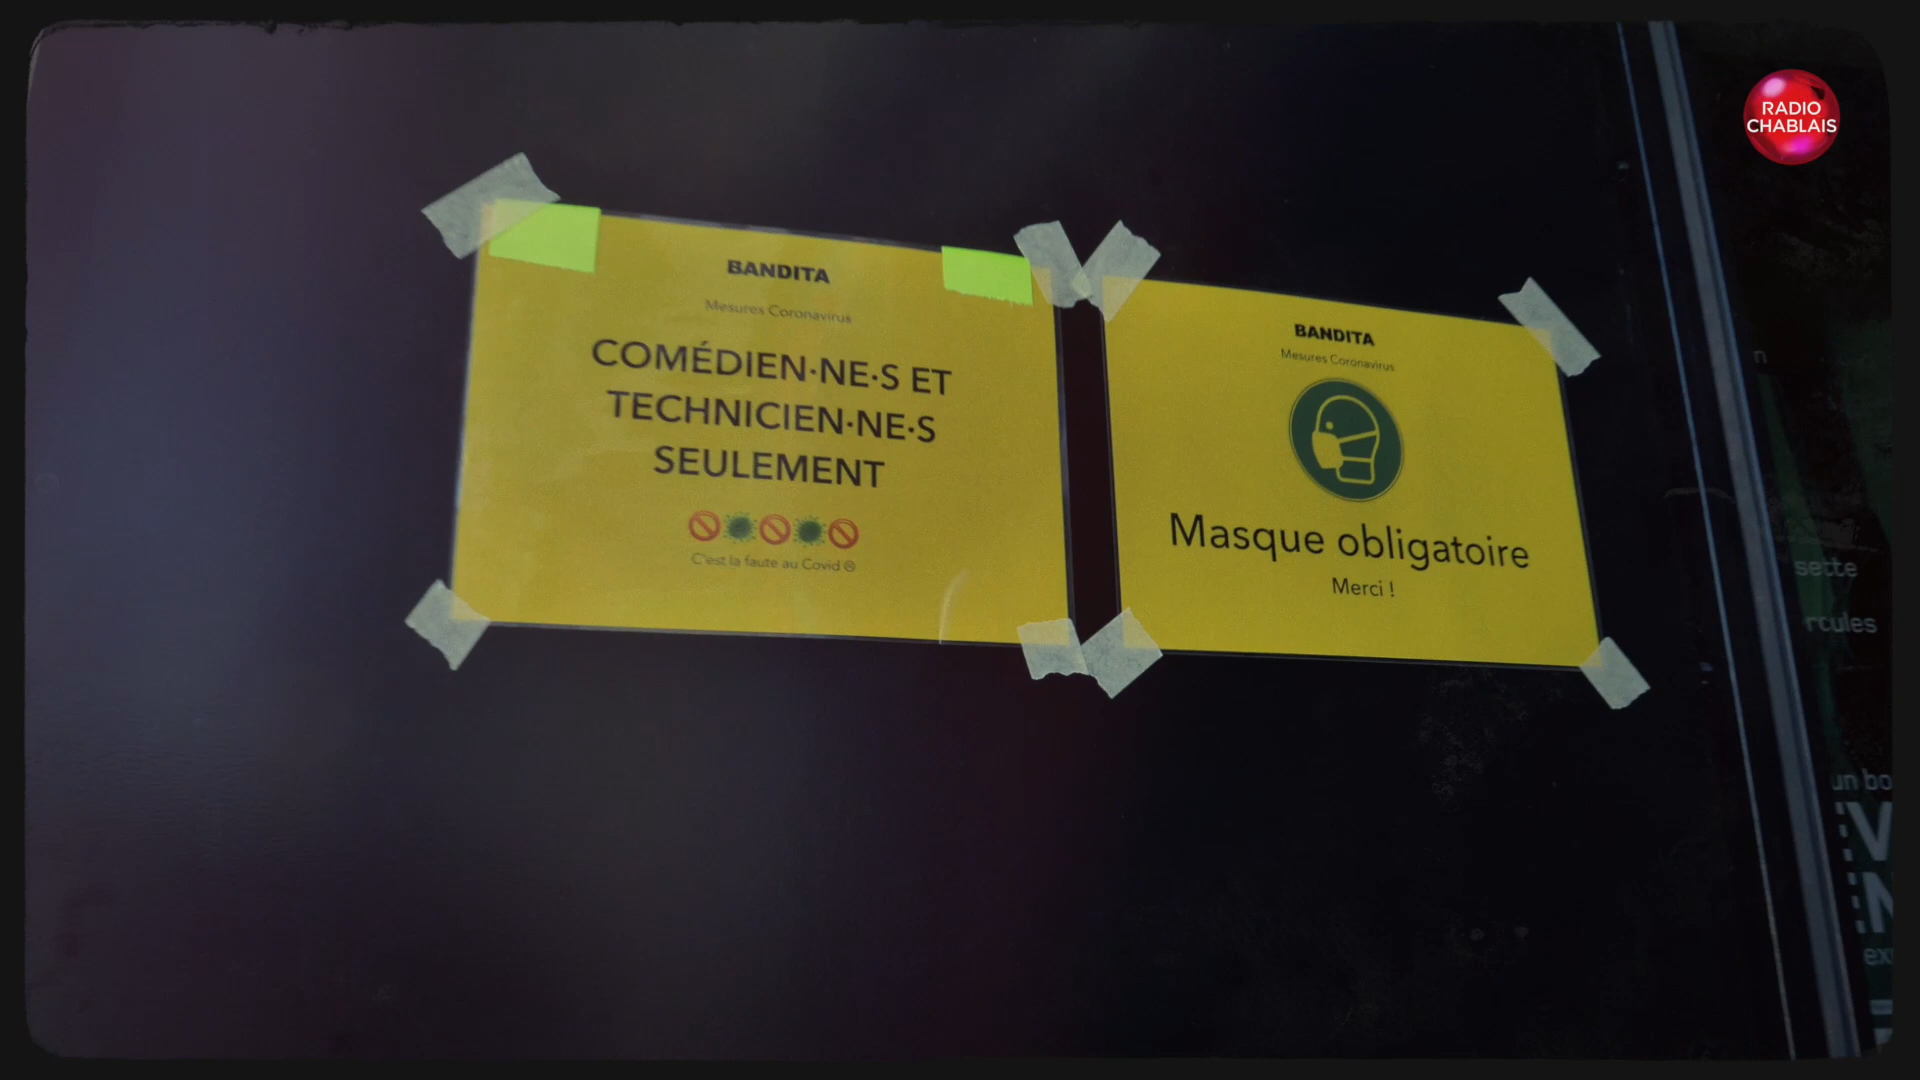 RADIO
CHABLAIS
BANDITA
Mesures Coronavirus
COMÉDIEN·NE·S ET
TECHNICIEN·NE·S
SEULEMENT
C'est la faute au Covid ☹
BANDITA
Mesures Coronavirus
Masque obligatoire
Merci !
sette
rcules
un bo